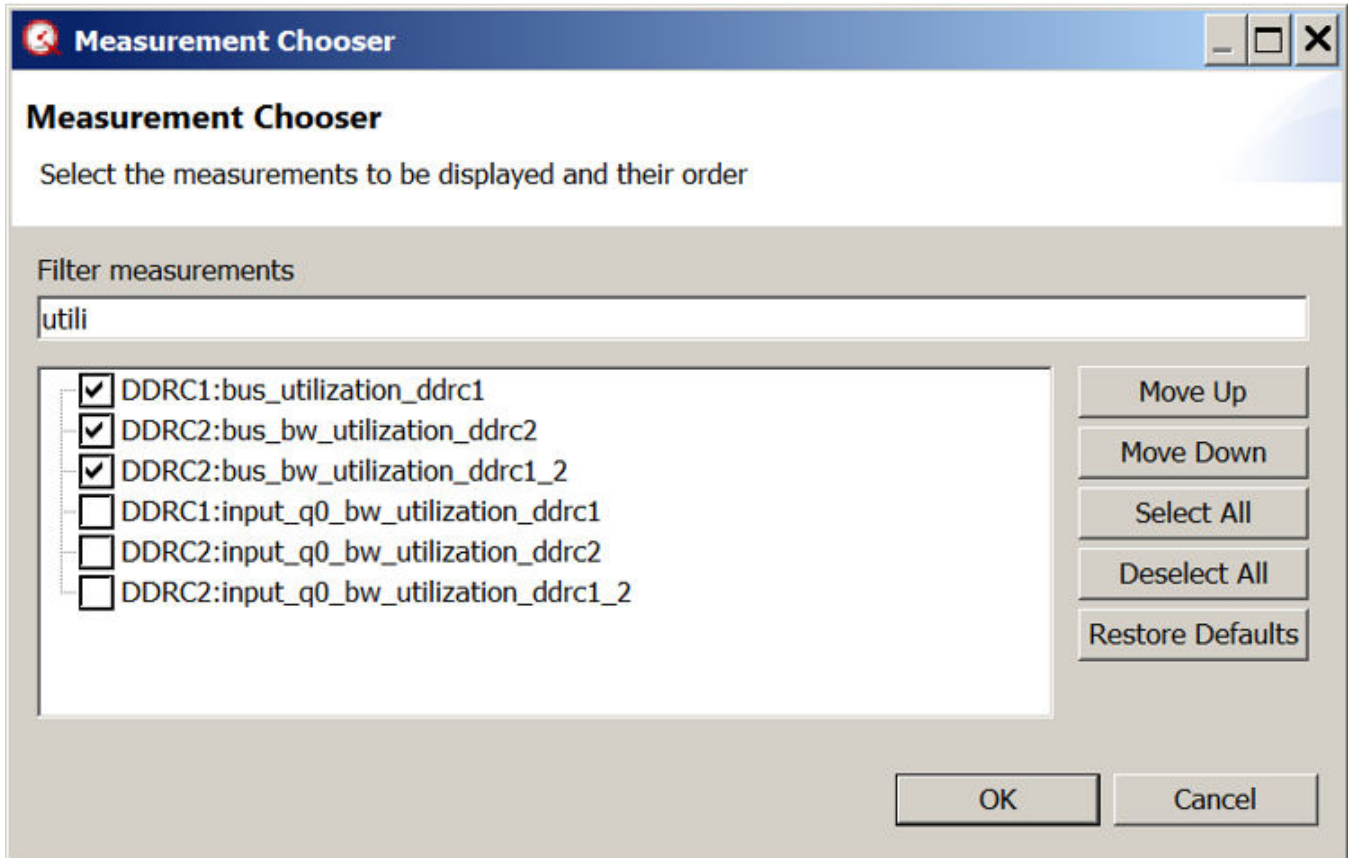 Measurement Chooser
Measurement Chooser
Select the measurements to be displayed and their order
Filter measurements
utili
DDRC1:bus_utilization_ddrc1
DDRC2:bus_bw_utilization_ddrc2
DDRC2:bus_bw_utilization_ddrc1_2
DDRC1:input_q0_bw_utilization_ddrc1
DDRC2:input_q0_bw_utilization_ddrc2
DDRC2:input_q0_bw_utilization_ddrc1_2
Move Up
Move Down
Select All
Deselect All
Restore Defaults
OK
Cancel